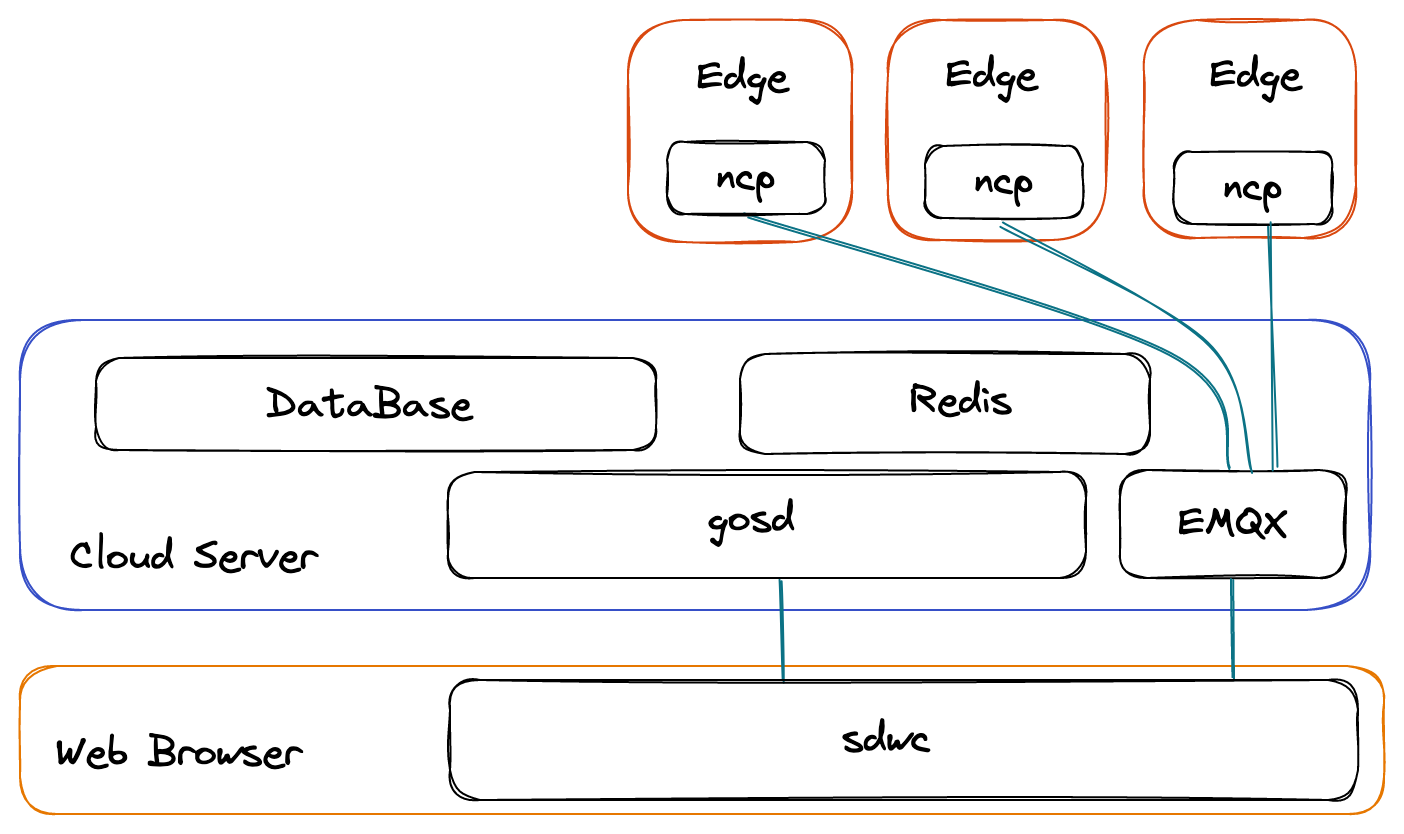 Edge
Edge
Edge
ncp
ncp
ncp
DataBase
Redis
gosd
EMQX
Cloud Server
sdwc
Web Browser